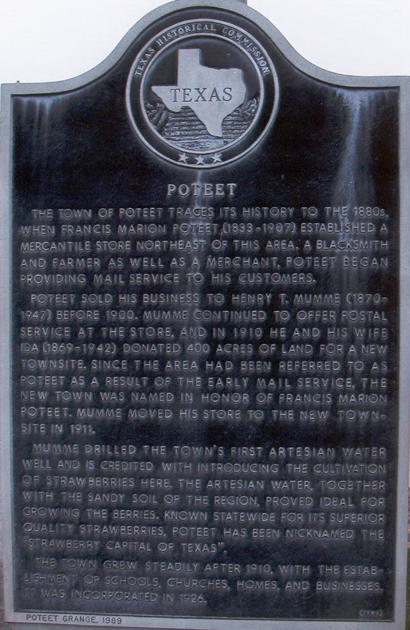 TEXAS HISTORICAL COMMISSION
TEXAS
POTEET
THE TOWN OF POTEET TRACES ITS HISTORY TO THE 1880s,
WHEN FRANCIS MARION POTEET (1833-1907) ESTABLISHED A
MERCANTILE STORE NORTHEAST OF THIS AREA. A BLACKSMITH
AND FARMER AS WELL AS A MERCHANT, POTEET BEGAN
PROVIDING MAIL SERVICE TO HIS CUSTOMERS.
POTEET SOLD HIS BUSINESS TO HENRY T. MUMME (1870-
1947) BEFORE 1900. MUMME CONTINUED TO OFFER POSTAL
SERVICE AT THE STORE, AND IN 1910 HE AND HIS WIFE
IDA (1869-1942) DONATED 400 ACRES OF LAND FOR A NEW
TOWNSITE. SINCE THE AREA HAD BEEN REFERRED TO AS
POTEET AS A RESULT OF THE EARLY MAIL SERVICE, THE
NEW TOWN WAS NAMED IN HONOR OF FRANCIS MARION
POTEET. MUMME MOVED HIS STORE TO THE NEW TOWN-
SITE IN 1911.
MUMME DRILLED THE TOWN'S FIRST ARTESIAN WATER
WELL AND IS CREDITED WITH INTRODUCING THE CULTIVATION
OF STRAWBERRIES HERE. THE ARTESIAN WATER, TOGETHER
WITH THE SANDY SOIL OF THE REGION, PROVED IDEAL FOR
GROWING THE BERRIES. KNOWN STATEWIDE FOR ITS SUPERIOR
QUALITY STRAWBERRIES, POTEET HAS BEEN NICKNAMED THE
"STRAWBERRY CAPITAL OF TEXAS".
THE TOWN GREW STEADILY AFTER 1910, WITH THE ESTAB-
LISHMENT OF SCHOOLS, CHURCHES, HOMES, AND BUSINESSES.
IT WAS INCORPORATED IN 1926.
POTEET GRANGE, 1989